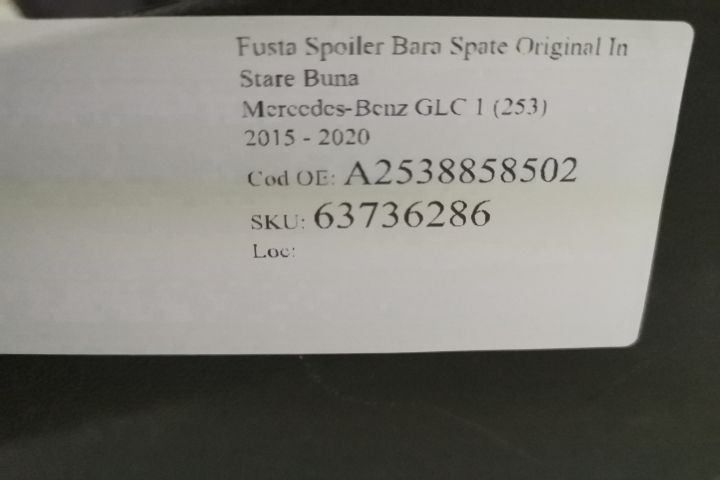 Fusta Spoiler Bara Spate Original In
Stare Buna
Mercedes-Benz GLC 1 (253)
2015 - 2020
Cod OE: A2538858502
SKU: 63736286
Loc: